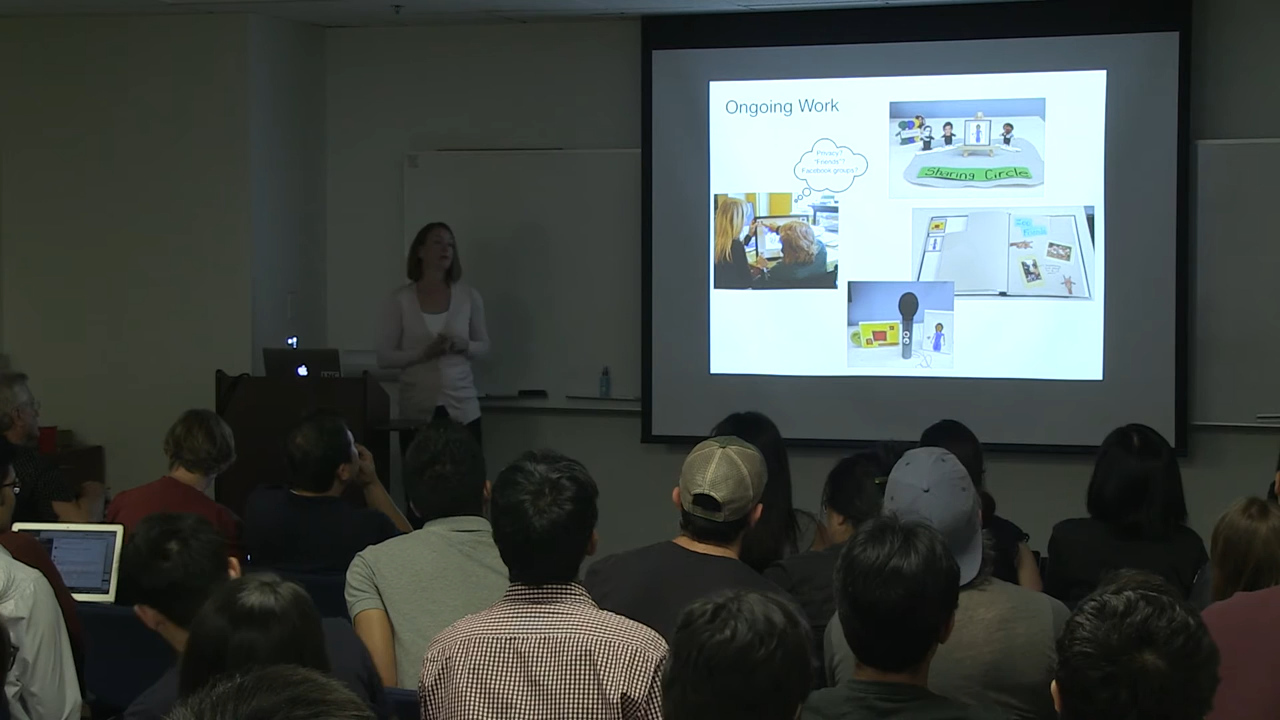 Ongoing Work
Privacy?
"Friends"?
Facebook groups?
Sharing Circle